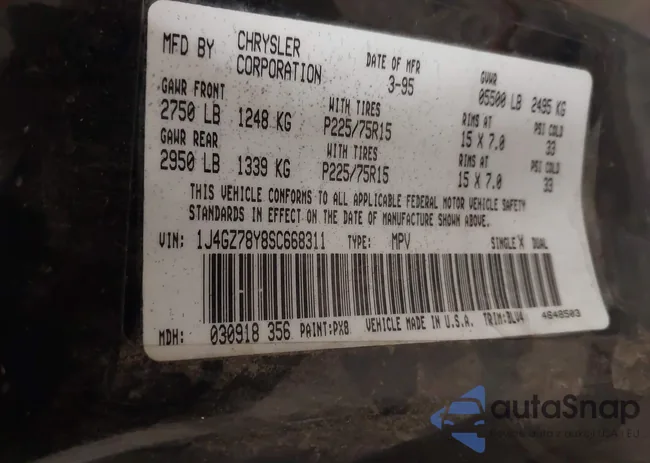 MFD BY CHRYSLER CORPORATION DATE OF MFR 3-95 GVWR 05500 LB 2495 KG
GAWR FRONT WITH TIRES RIMS AT PSI COLD
2750 LB 1248 KG P225/75R15 15 X 7.0 33
GAWR REAR WITH TIRES RIMS AT PSI COLD
2950 LB 1339 KG P225/75R15 15 X 7.0 33
THIS VEHICLE CONFORMS TO ALL APPLICABLE FEDERAL MOTOR VEHICLE SAFETY
STANDARDS IN EFFECT ON THE DATE OF MANUFACTURE SHOWN ABOVE.
VIN: 1J4GZ78Y8SC668311 TYPE: MPV SINGLE X DUAL
MDH: 030918 356 PAINT:PX8 VEHICLE MADE IN U.S.A. TRIM:BLV4 4648503
autaSnap